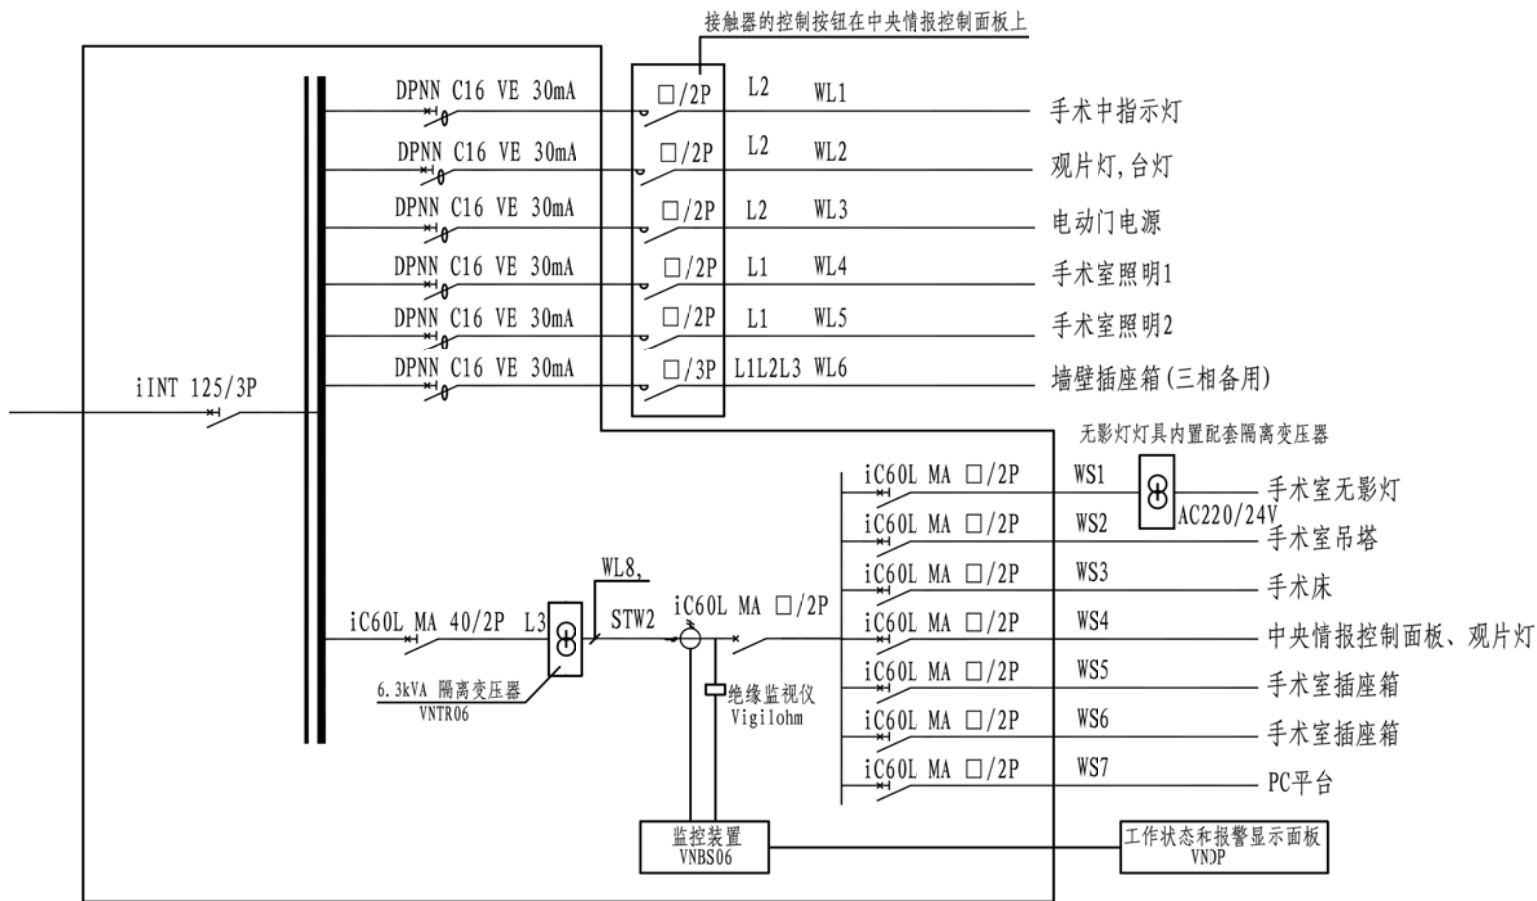 接触器的控制按钮在中央情报控制面板上
DPNN C16 VE 30mA □/2P L2 WL1 手术中指示灯
DPNN C16 VE 30mA □/2P L2 WL2 观片灯,台灯
DPNN C16 VE 30mA □/2P L2 WL3 电动门电源
DPNN C16 VE 30mA □/2P L1 WL4 手术室照明1
DPNN C16 VE 30mA □/2P L1 WL5 手术室照明2
DPNN C16 VE 30mA □/3P L1L2L3 WL6 墙壁插座箱(三相备用)
iINT 125/3P
无影灯灯具内置配套隔离变压器
iC60L MA □/2P WS1 手术室无影灯
AC220/24V
iC60L MA □/2P WS2 手术室吊塔
iC60L MA □/2P WS3 手术床
WL8,
iC60L MA 40/2P L3 STW2 iC60L MA □/2P
iC60L MA □/2P WS4 中央情报控制面板、观片灯
6.3kVA 隔离变压器
VNTR06
绝缘监视仪
Vigilohm
iC60L MA □/2P WS5 手术室插座箱
iC60L MA □/2P WS6 手术室插座箱
iC60L MA □/2P WS7 PC平台
监控装置
VNBS06
工作状态和报警显示面板
VNDP